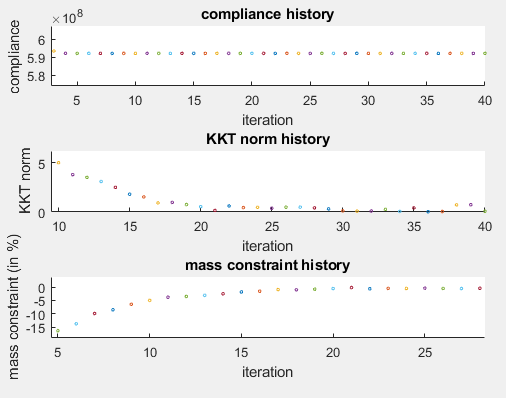 compliance history
×10⁸
6
5.9
5.8
compliance
5 10 15 20 25 30 35 40
iteration
KKT norm history
5
0
KKT norm
10 15 20 25 30 35 40
iteration
mass constraint history
0
-5
-10
-15
mass constraint (in %)
5 10 15 20 25
iteration